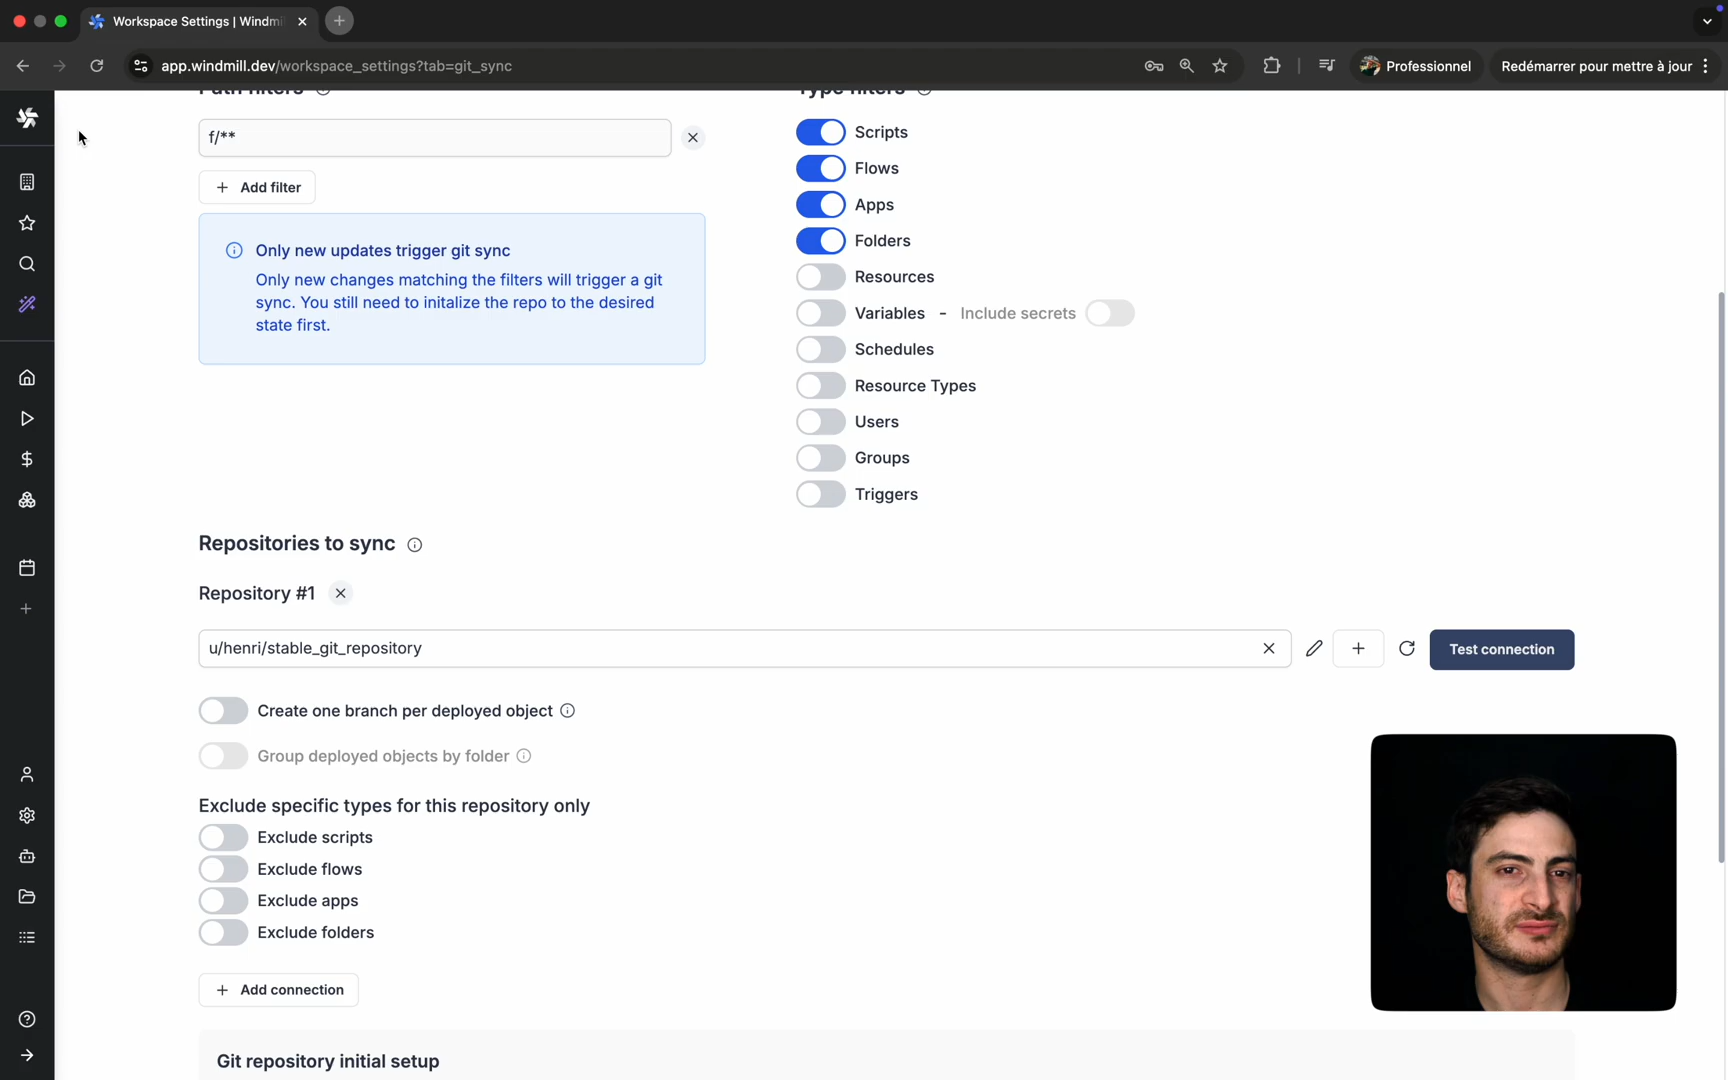 Workspace Settings | Windmi
app.windmill.dev/workspace_settings?tab=git_sync
Professionnel
Redémarrer pour mettre à jour
Path filters
f/**
Add filter
Only new updates trigger git sync
Only new changes matching the filters will trigger a git
sync. You still need to initalize the repo to the desired
state first.
Type filters
Scripts
Flows
Apps
Folders
Resources
Variables - Include secrets
Schedules
Resource Types
Users
Groups
Triggers
Repositories to sync
Repository #1
u/henri/stable_git_repository
Test connection
Create one branch per deployed object
Group deployed objects by folder
Exclude specific types for this repository only
Exclude scripts
Exclude flows
Exclude apps
Exclude folders
Add connection
Git repository initial setup